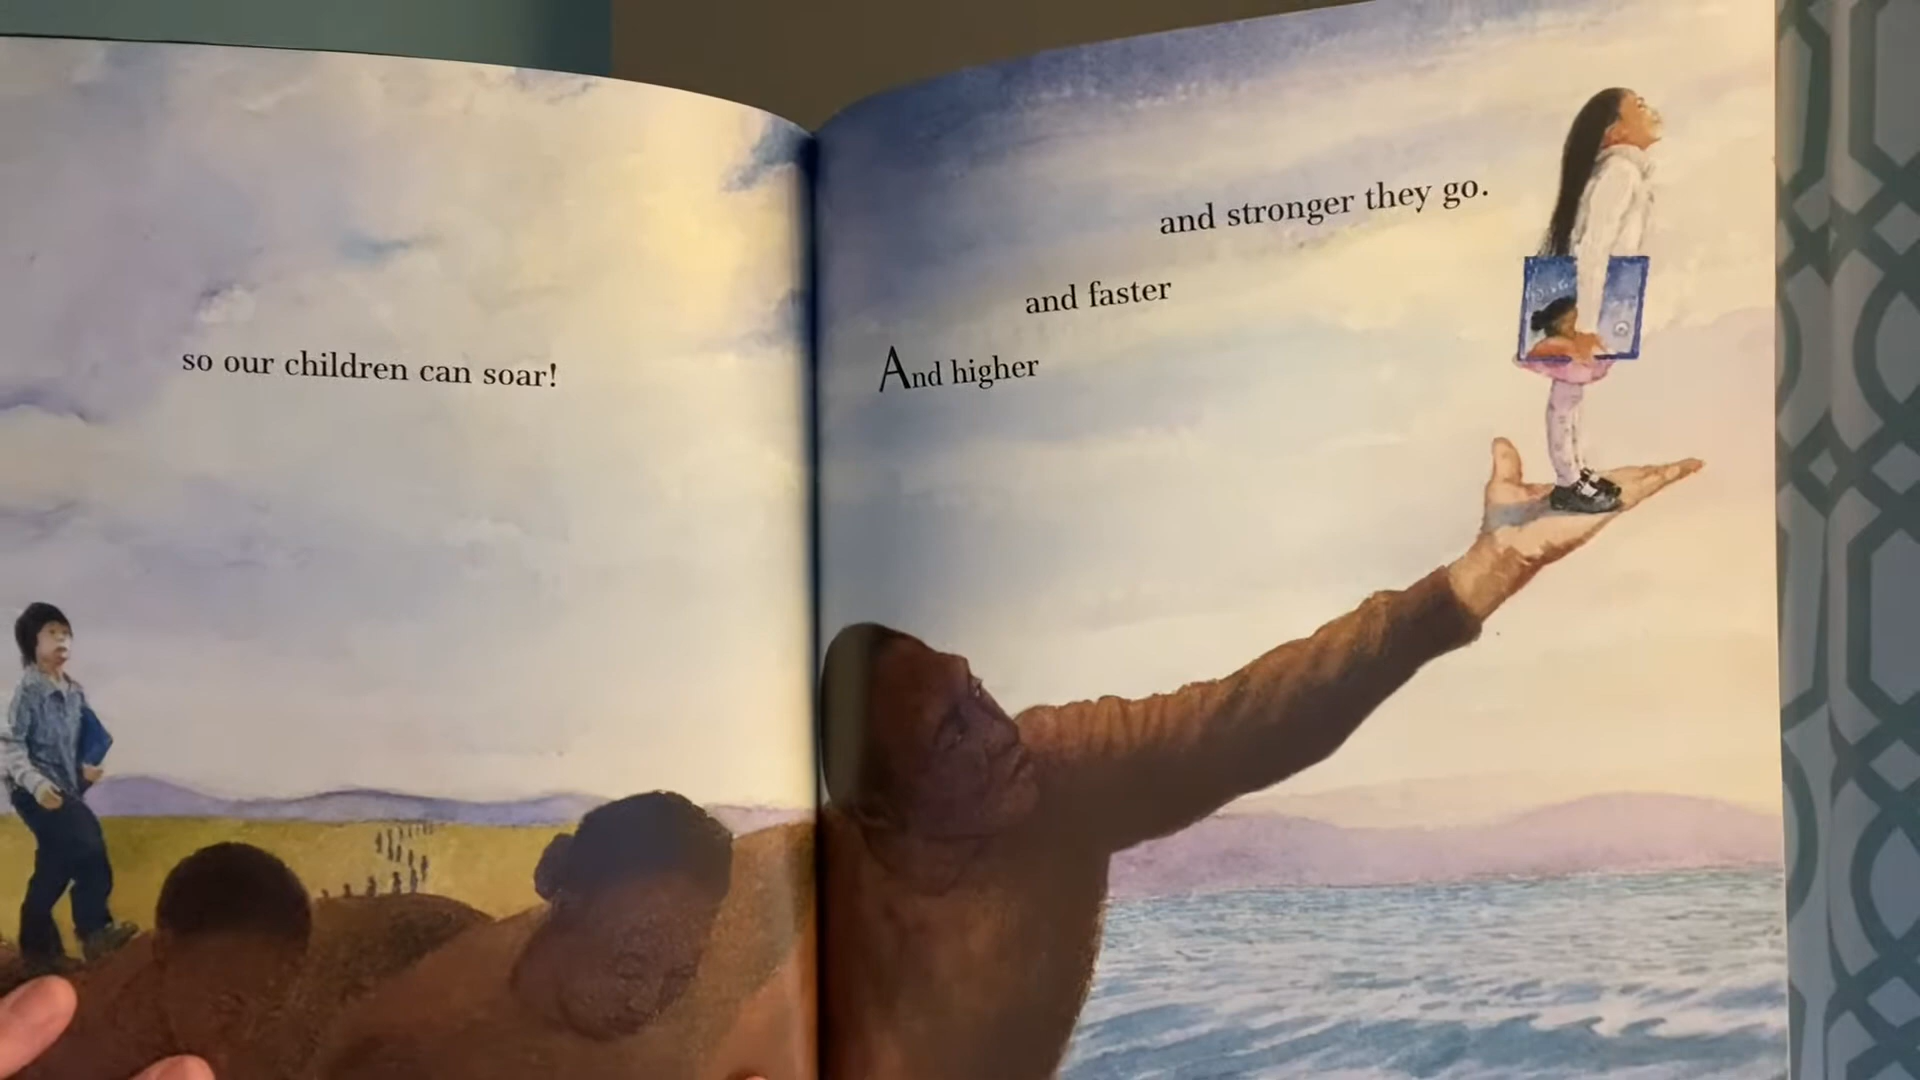 so our children can soar!
And higher
and faster
and stronger they go.